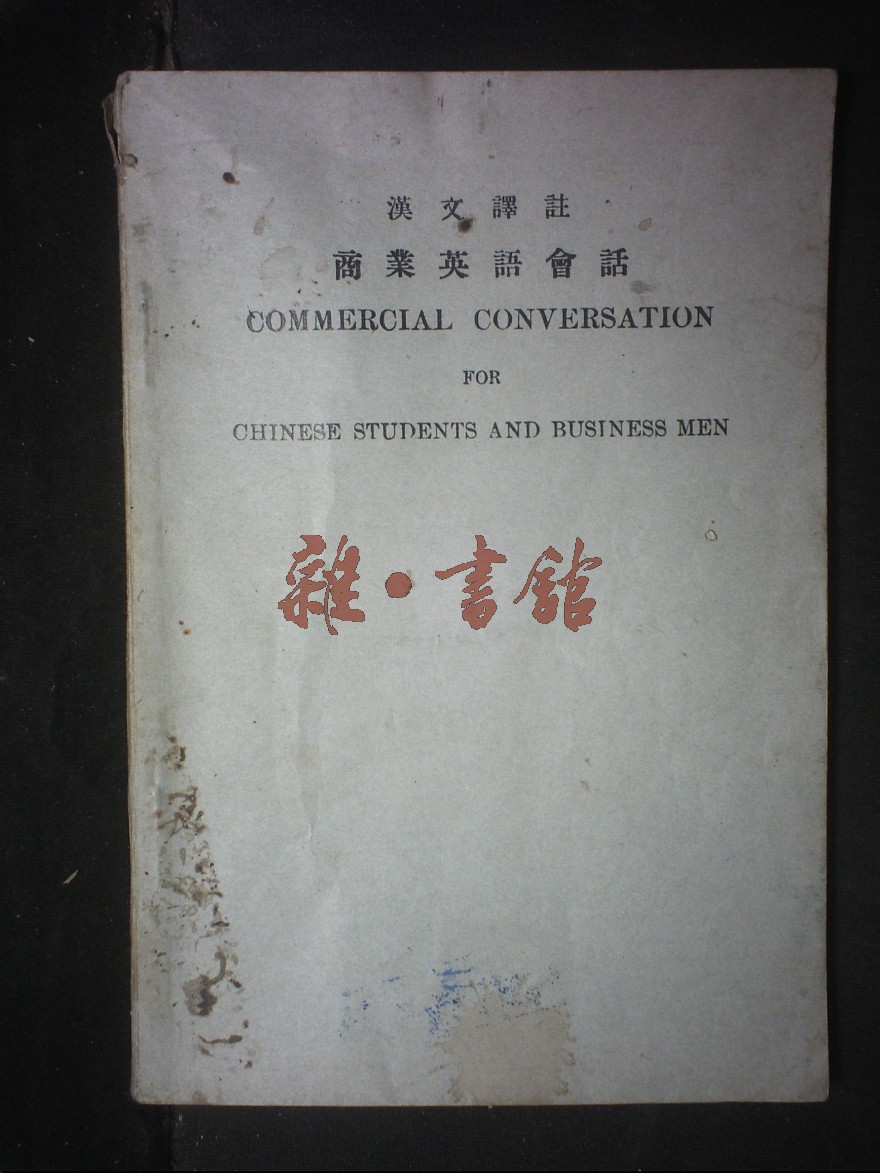 漢文譯註
商業英語會話
COMMERCIAL CONVERSATION
FOR
CHINESE STUDENTS AND BUSINESS MEN
雜·書館